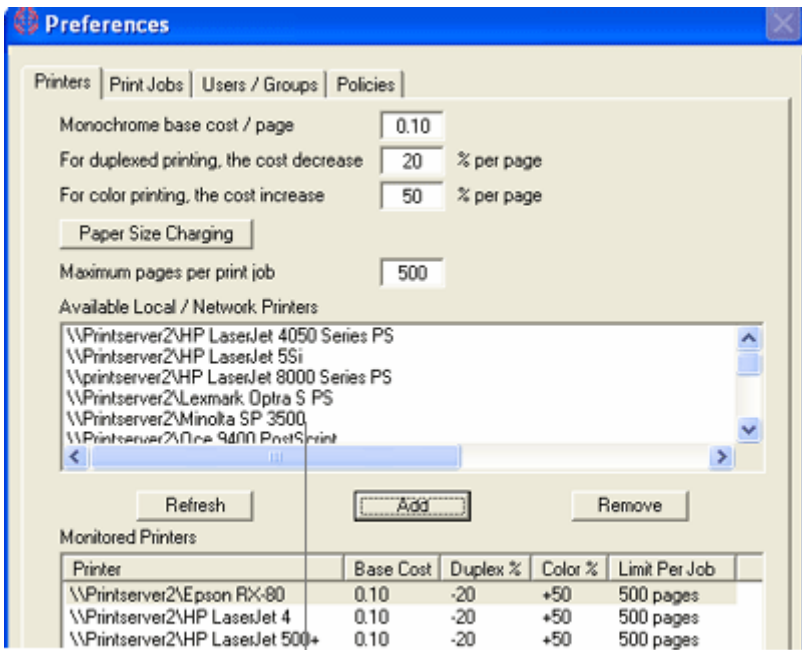 Preferences
Printers Print Jobs Users / Groups Policies
Monochrome base cost / page 0.10
For duplexed printing, the cost decrease 20 % per page
For color printing, the cost increase 50 % per page
Paper Size Charging
Maximum pages per print job 500
Available Local / Network Printers
\\Printserver2\HP LaserJet 4050 Series PS
\\Printserver2\HP LaserJet 5Si
\\printserver2\HP LaserJet 8000 Series PS
\\Printserver2\Lexmark Optra S PS
\\Printserver2\Minolta SP 3500
\\Printserver2\Oce 9400 PostScript
Refresh Add Remove
Monitored Printers
Printer Base Cost Duplex % Color % Limit Per Job
\\Printserver2\Epson RX-80 0.10 -20 +50 500 pages
\\Printserver2\HP LaserJet 4 0.10 -20 +50 500 pages
\\Printserver2\HP LaserJet 500+ 0.10 -20 +50 500 pages